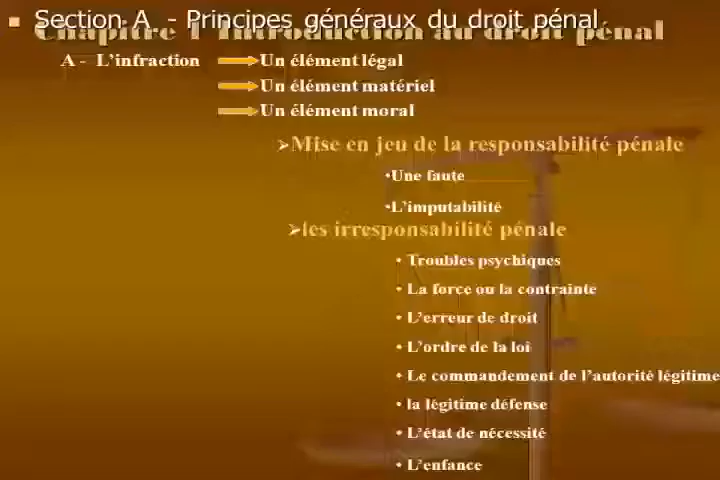 Section A - Principes généraux du droit pénal
Chapitre I Introduction au droit pénal
A - L'infraction
Un élément légal
Un élément matériel
Un élément moral
➢Mise en jeu de la responsabilité pénale
•Une faute
•L'imputabilité
➢les irresponsabilité pénale
• Troubles psychiques
• La force ou la contrainte
• L'erreur de droit
• L'ordre de la loi
• Le commandement de l'autorité légitime
• la légitime défense
• L'état de nécessité
• L'enfance